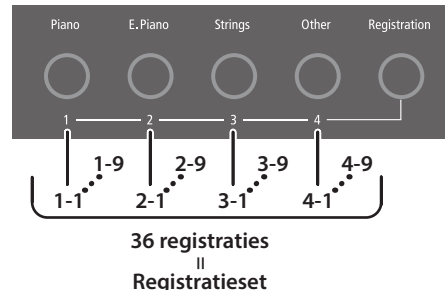 Piano E.Piano Strings Other Registration
1 2 3 4
1-9 2-9 3-9 4-9
1-1 2-1 3-1 4-1
36 registraties
=
Registratieset